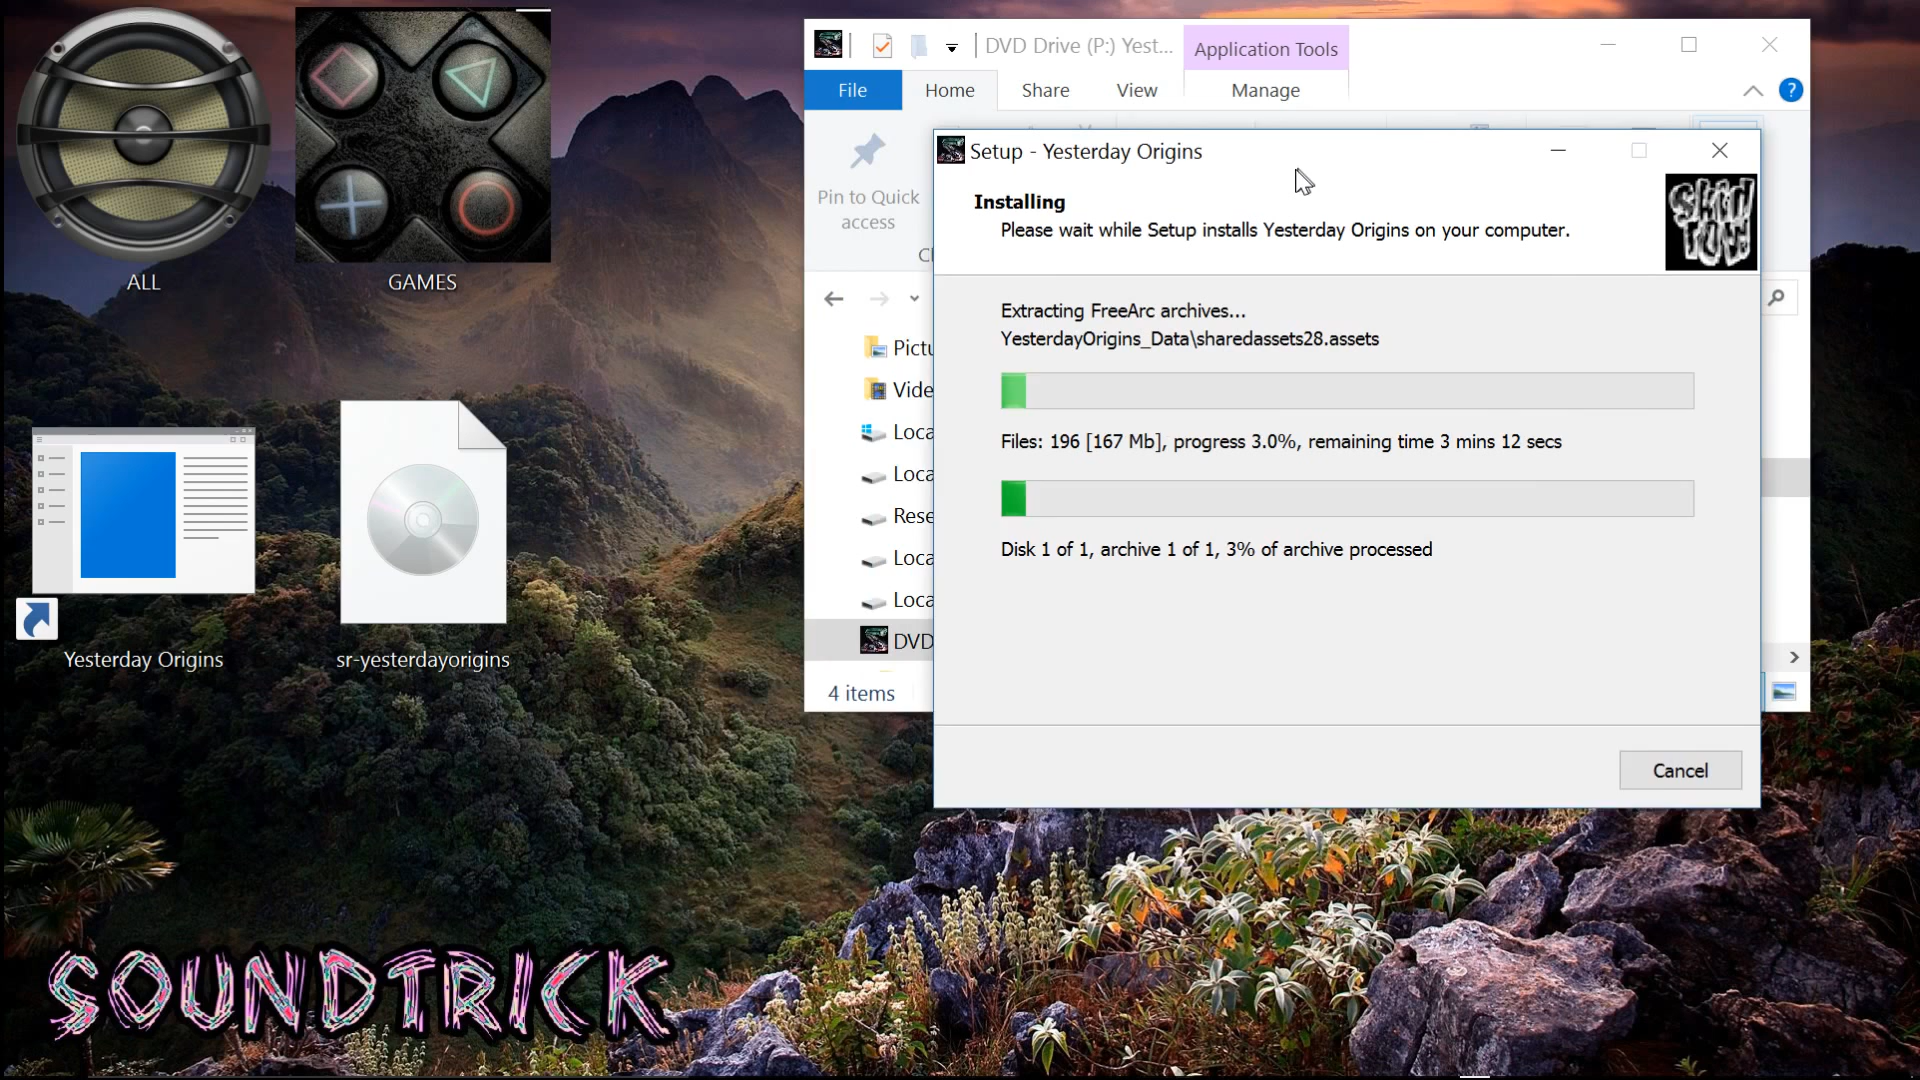 ALL
GAMES
Yesterday Origins
sr-yesterdayorigins
SOUNDTRICK
DVD Drive (P:) Yest...
Application Tools
File
Home
Share
View
Manage
?
Pin to Quick
access
Pictu
Vide
Loca
Loca
Rese
Loca
Loca
DVD
4 items
Setup - Yesterday Origins
Installing
Please wait while Setup installs Yesterday Origins on your computer.
Skid
Extracting FreeArc archives...
YesterdayOrigins_Data\sharedassets28.assets
Files: 196 [167 Mb], progress 3.0%, remaining time 3 mins 12 secs
Disk 1 of 1, archive 1 of 1, 3% of archive processed
Cancel